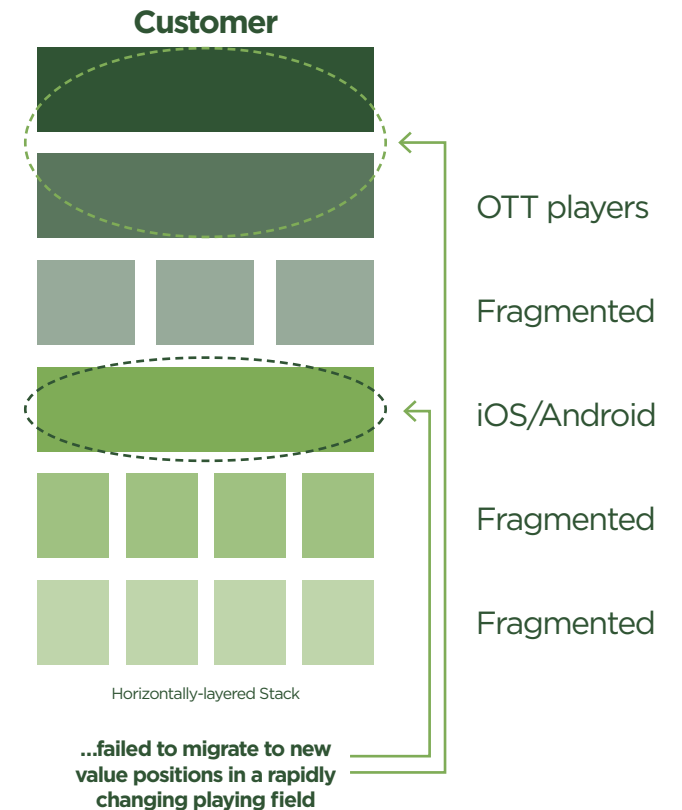 Customer
OTT players
Fragmented
iOS/Android
Fragmented
Fragmented
Horizontally-layered Stack
...failed to migrate to new
value positions in a rapidly
changing playing field